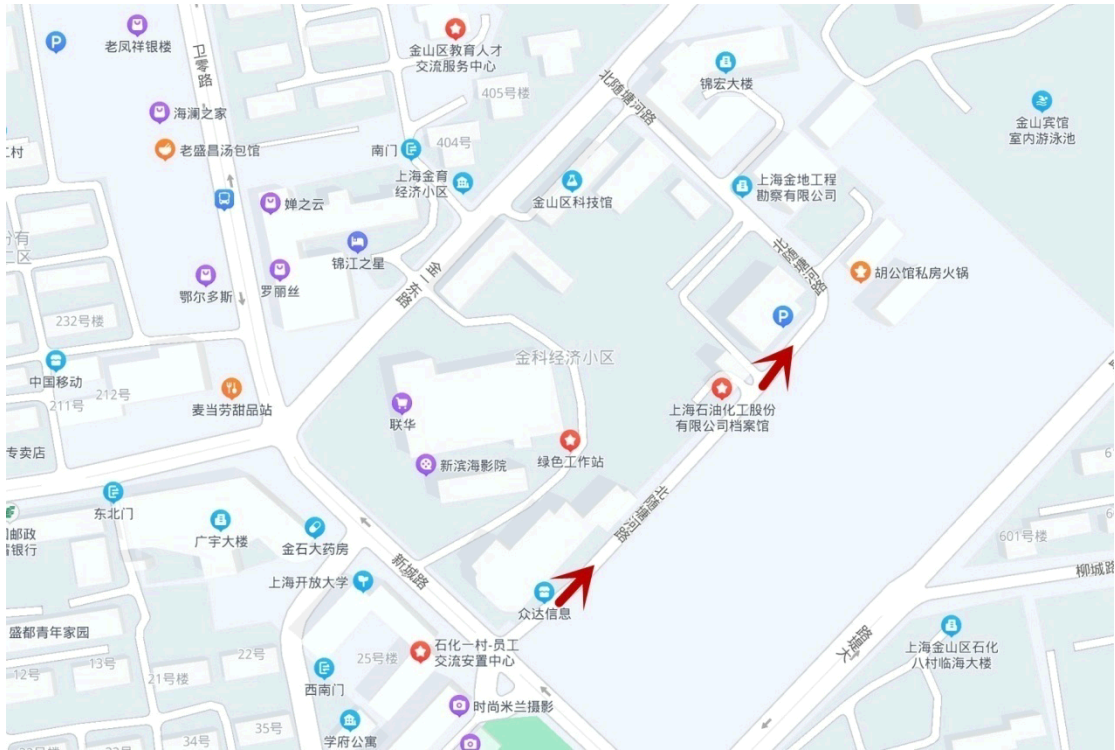 老凤祥银楼
P
卫零路
金山区教育人才
交流服务中心
405号楼
北随塘河路
锦宏大楼
金山宾馆
室内游泳池
海澜之家
老盛昌汤包馆
南门
404号
上海金育
经济小区
金山区科技馆
上海金地工程
勘察有限公司
婵之云
锦江之星
罗丽丝
鄂尔多斯
金一东路
北随塘河路
胡公馆私房火锅
P
232号楼
中国移动
211号
212号
麦当劳甜品站
金科经济小区
联华
上海石油化工股份
有限公司档案馆
新滨海影院
绿色工作站
专卖店
东北门
广宇大楼
金石大药房
北随塘河路
新城路
601号楼
柳城路
上海开放大学
众达信息
盛都青年家园
石化一村-员工
交流安置中心
25号楼
上海金山区石化
八村临海大楼
大堤路
22号
13号
12号
21号楼
西南门
时尚米兰摄影
35号
34号
学府公寓